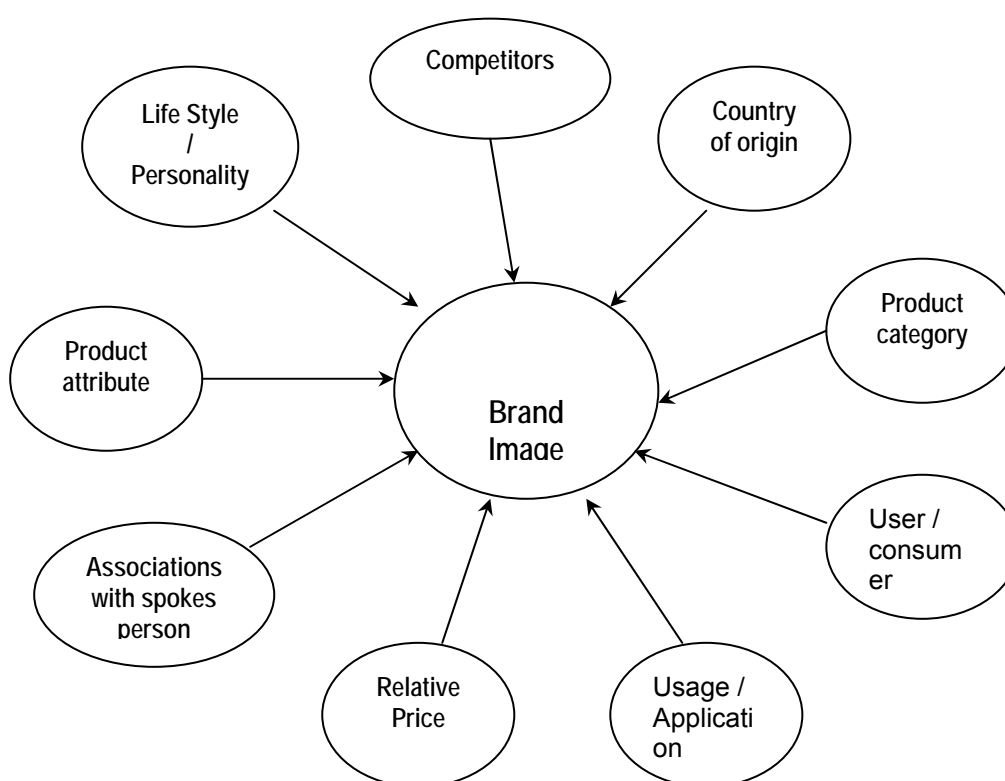 Competitors
Life Style
/
Personality
Country
of origin
Product
category
Product
attribute
Brand
Image
User /
consum
er
Associations
with spokes
person
Relative
Price
Usage /
Applicati
on